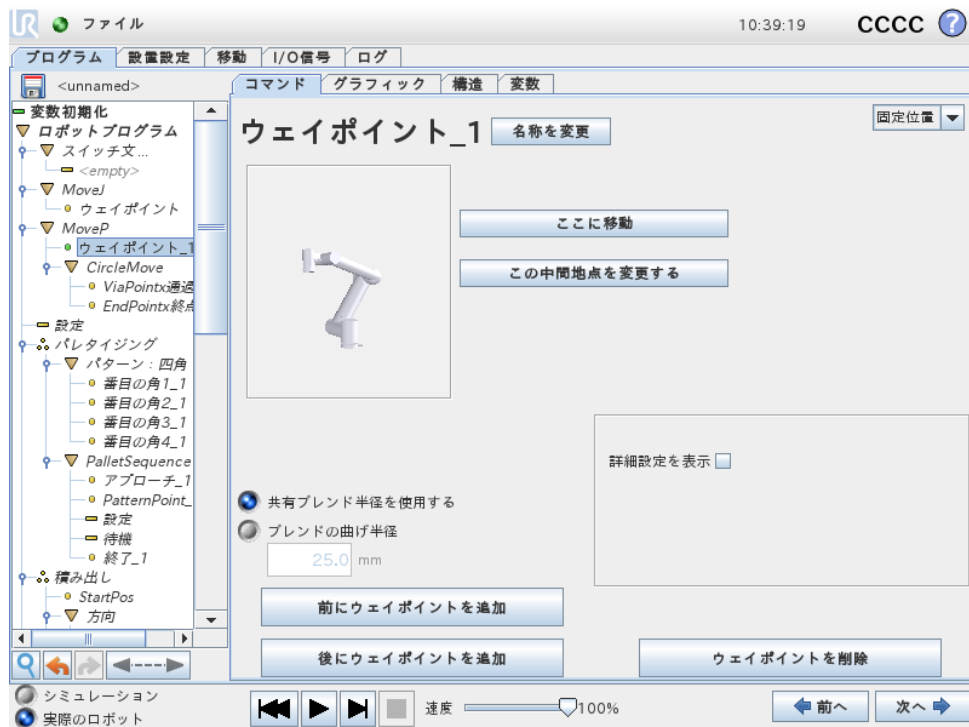 UR ファイル 10:39:19 CCCC ?
プログラム 設置設定 移動 I/O信号 ログ
<unnamed>
変数初期化
ロボットプログラム
スイッチ文 ...
<empty>
MoveJ
ウェイポイント
MoveP
ウェイポイント_1
CircleMove
ViaPointx通過
EndPointx終点
設定
パレタイジング
パターン：四角
番目の角1_1
番目の角2_1
番目の角3_1
番目の角4_1
PalletSequence
アプローチ_1
PatternPoint_
設定
待機
終了_1
積み出し
StartPos
方向
コマンド グラフィック 構造 変数
ウェイポイント_1 名称を変更 固定位置
ここに移動
この中間地点を変更する
詳細設定を表示
共有ブレンド半径を使用する
ブレンドの曲げ半径
25.0 mm
前にウェイポイントを追加
後にウェイポイントを追加 ウェイポイントを削除
シミュレーション
実際のロボット
速度 100% 前へ 次へ